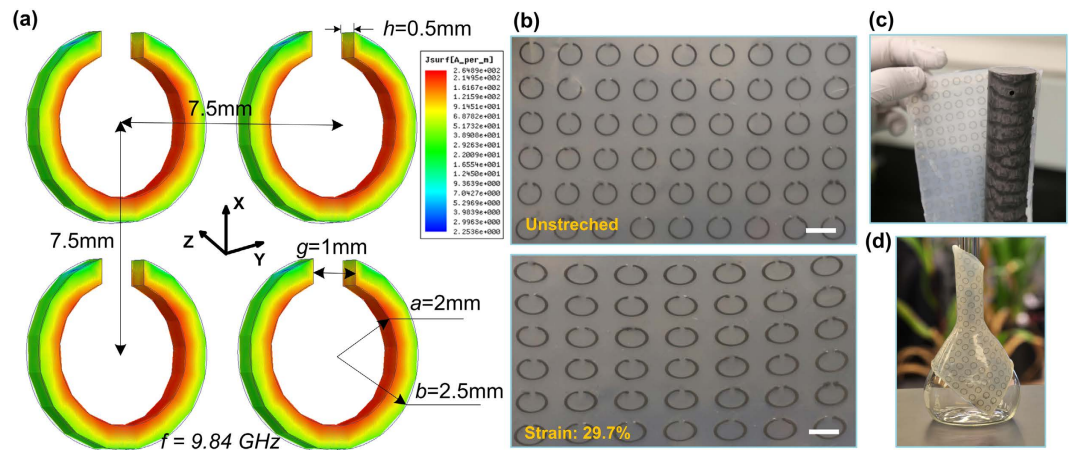 (a)
h=0.5mm
Jsurf[A_per_m]
2.6489e+002
2.1495e+002
1.6167e+002
1.2159e+002
9.1451e+001
6.8782e+001
5.1732e+001
3.8908e+001
2.9263e+001
2.2009e+001
1.6554e+001
1.2450e+001
9.3639e+000
7.0427e+000
5.2969e+000
3.9839e+000
2.9963e+000
2.2536e+000
7.5mm
7.5mm
X
Z
Y
g=1mm
a=2mm
b=2.5mm
f = 9.84 GHz
(b)
Unstreched
Strain: 29.7%
(c)
(d)